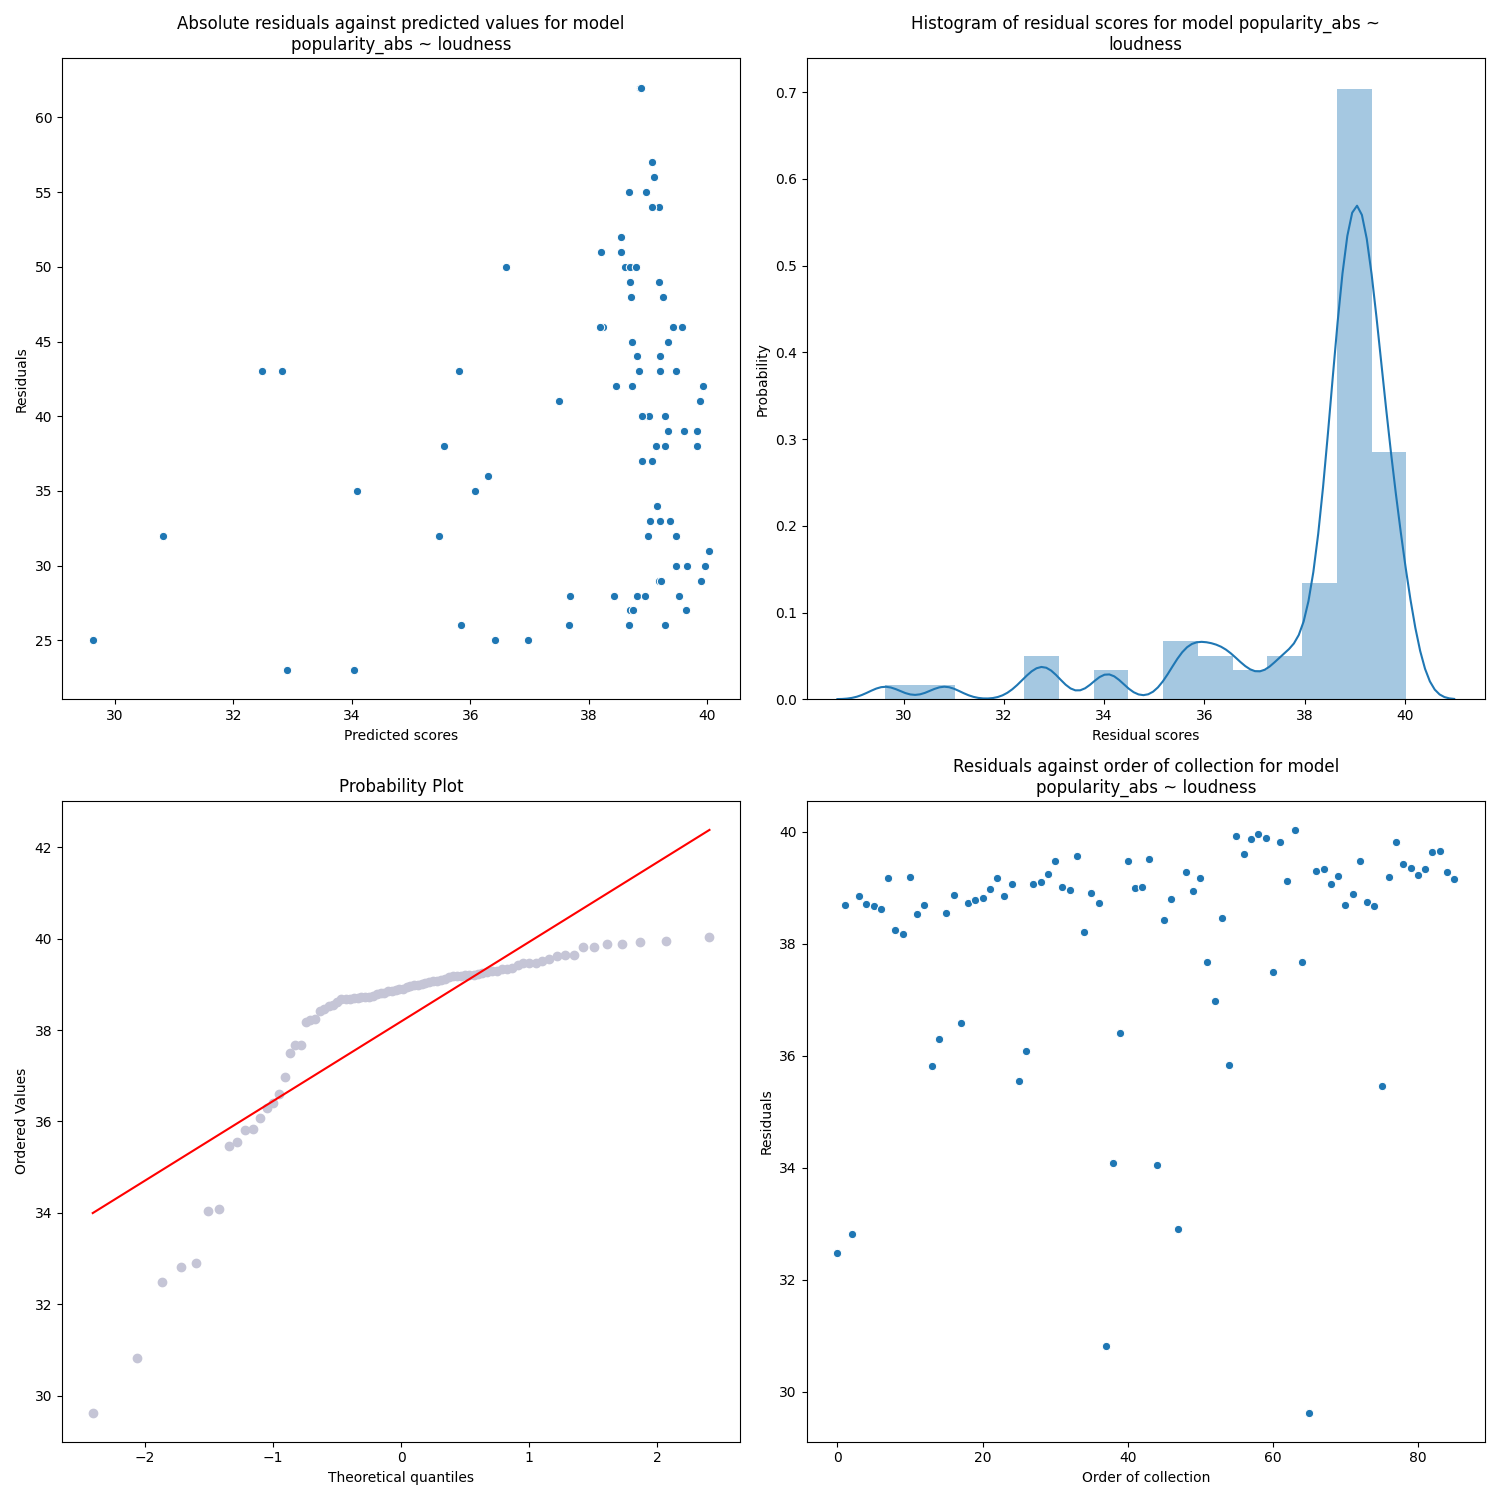 Absolute residuals against predicted values for model
popularity_abs ~ loudness
60
55
50
45
40
35
30
25
Residuals
30 32 34 36 38 40
Predicted scores
Histogram of residual scores for model popularity_abs ~
loudness
0.7
0.6
0.5
0.4
0.3
0.2
0.1
0.0
Probability
30 32 34 36 38 40
Residual scores
Probability Plot
42
40
38
36
34
32
30
Ordered Values
−2 −1 0 1 2
Theoretical quantiles
Residuals against order of collection for model
popularity_abs ~ loudness
40
38
36
34
32
30
Residuals
0 20 40 60 80
Order of collection